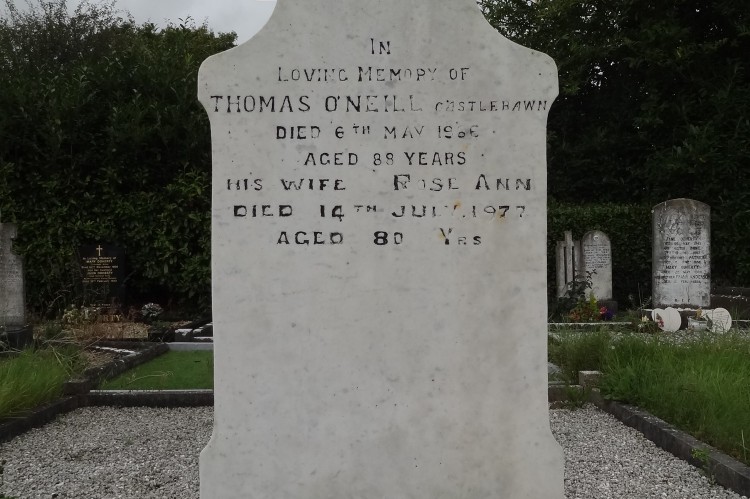 IN
LOVING MEMORY OF
THOMAS O'NEILL CASTLEHAWN
DIED 6TH MAY 1966
AGED 88 YEARS
HIS WIFE ROSE ANN
DIED 14TH JULY 1977
AGED 80 YRS